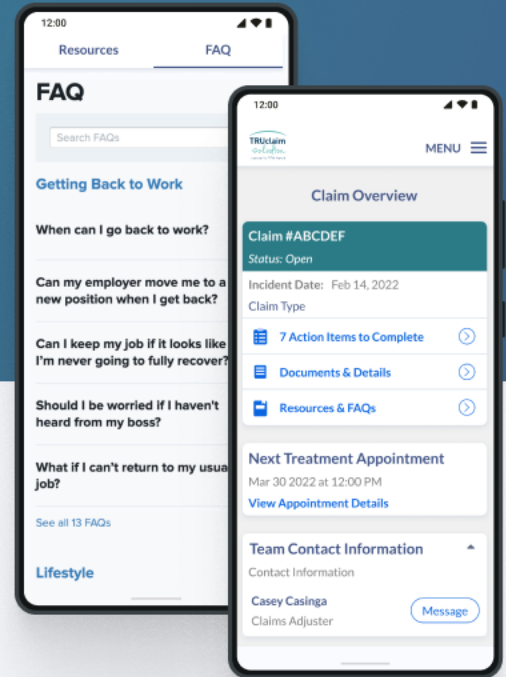 12:00
Resources
FAQ
FAQ
Search FAQs
Getting Back to Work
When can I go back to work?
Can my employer move me to a
new position when I get back?
Can I keep my job if it looks like
I'm never going to fully recover?
Should I be worried if I haven't
heard from my boss?
What if I can't return to my usua
job?
See all 13 FAQs
Lifestyle
12:00
TRUclaim
MENU
Claim Overview
Claim #ABCDEF
Status: Open
Incident Date: Feb 14, 2022
Claim Type
7 Action Items to Complete
Documents & Details
Resources & FAQs
Next Treatment Appointment
Mar 30 2022 at 12:00 PM
View Appointment Details
Team Contact Information
Contact Information
Casey Casinga
Claims Adjuster
Message